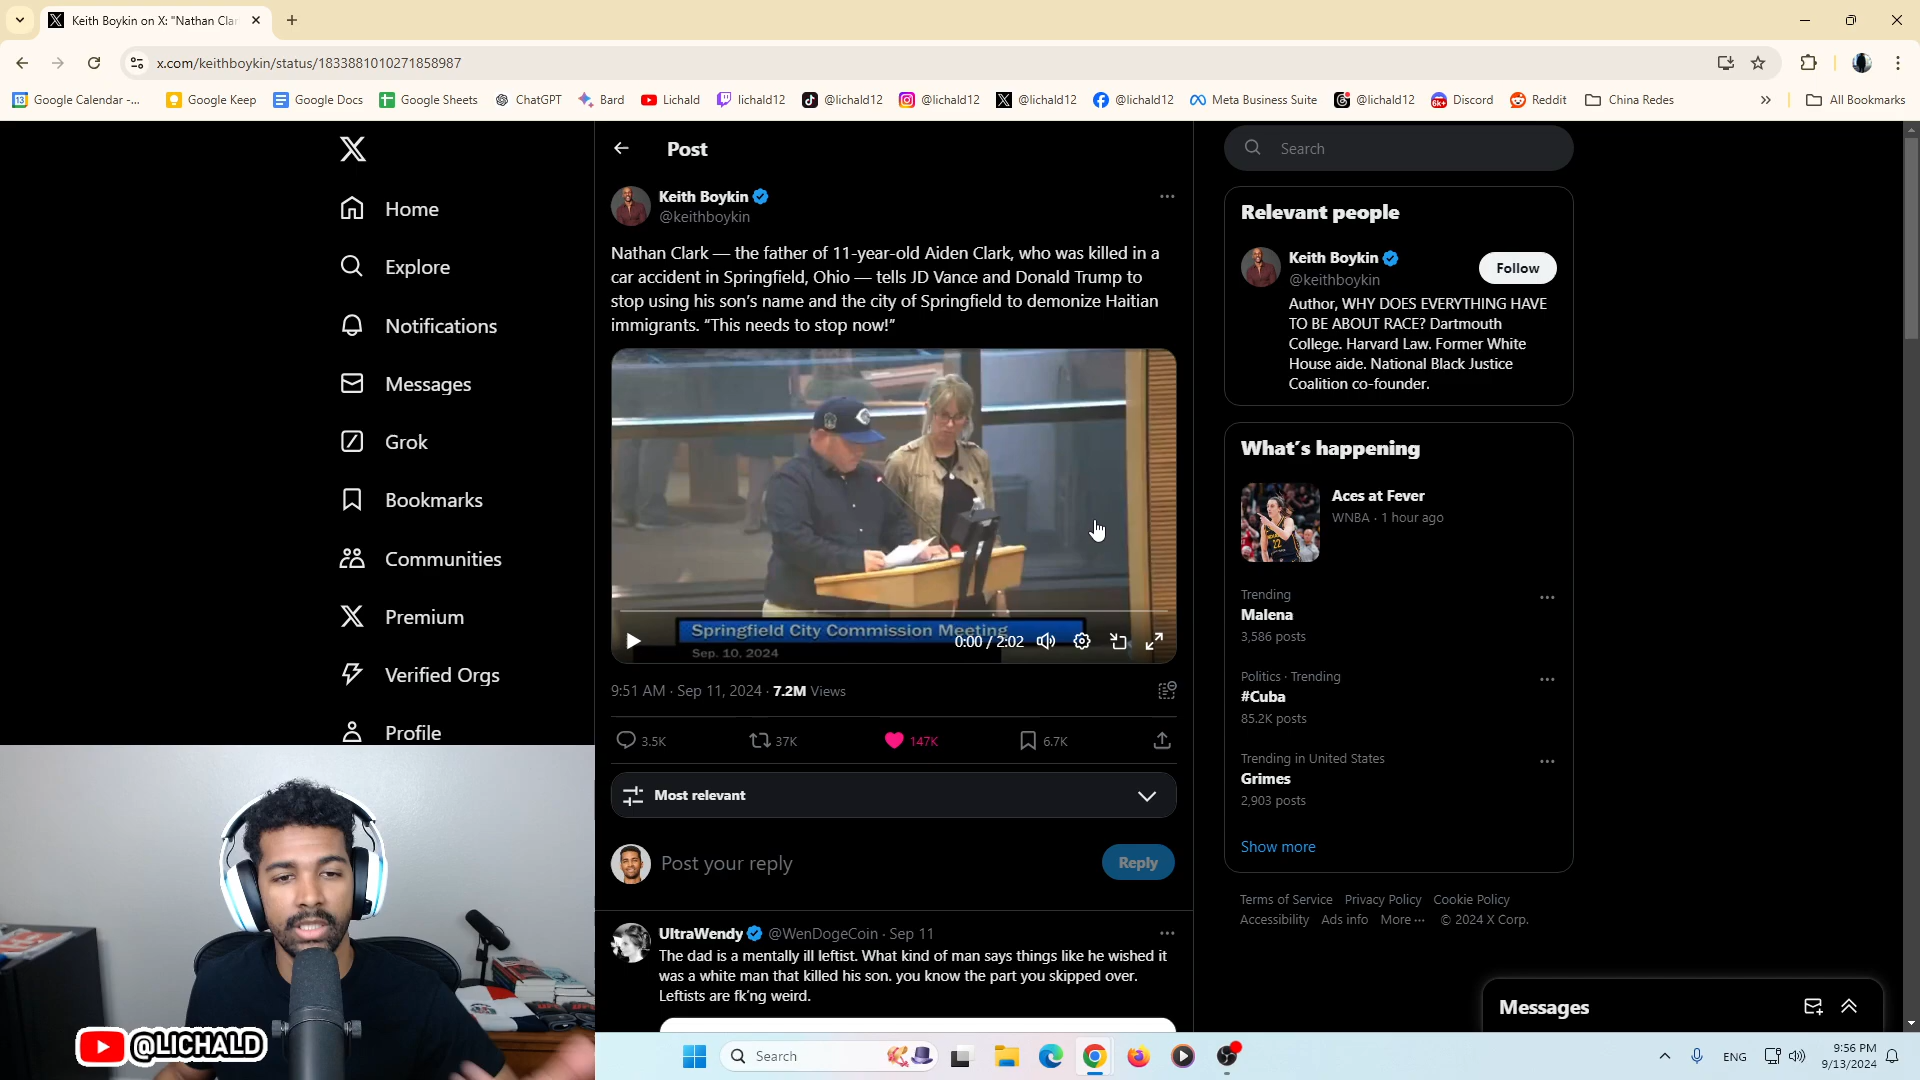 Keith Boykin on X: "Nathan Cla
x.com/keithboykin/status/1833881010271858987
Google Calendar -...
Google Keep
Google Docs
Google Sheets
ChatGPT
Bard
Lichald
lichald12
@lichald12
@lichald12
@lichald12
@lichald12
Meta Business Suite
@lichald12
Discord
Reddit
China Redes
All Bookmarks
Home
Explore
Notifications
Messages
Grok
Bookmarks
Communities
Premium
Verified Orgs
Profile
Post
Keith Boykin
@keithboykin
Nathan Clark — the father of 11-year-old Aiden Clark, who was killed in a
car accident in Springfield, Ohio — tells JD Vance and Donald Trump to
stop using his son's name and the city of Springfield to demonize Haitian
immigrants. “This needs to stop now!”
Springfield City Commission Meeting
Sep. 10, 2024
0:00 / 2:02
9:51 AM · Sep 11, 2024 · 7.2M Views
3.5K
37K
147K
6.7K
Most relevant
Post your reply
Reply
UltraWendy @WenDogeCoin · Sep 11
The dad is a mentally ill leftist. What kind of man says things like he wished it
was a white man that killed his son. you know the part you skipped over.
Leftists are fk'ng weird.
Search
Relevant people
Keith Boykin
@keithboykin
Follow
Author, WHY DOES EVERYTHING HAVE
TO BE ABOUT RACE? Dartmouth
College. Harvard Law. Former White
House aide. National Black Justice
Coalition co-founder.
What's happening
Aces at Fever
WNBA · 1 hour ago
Trending
Malena
3,586 posts
Politics · Trending
#Cuba
85.2K posts
Trending in United States
Grimes
2,903 posts
Show more
Terms of Service Privacy Policy Cookie Policy
Accessibility Ads info More ··· © 2024 X Corp.
Messages
@LICHALD
Search
ENG
9:56 PM
9/13/2024